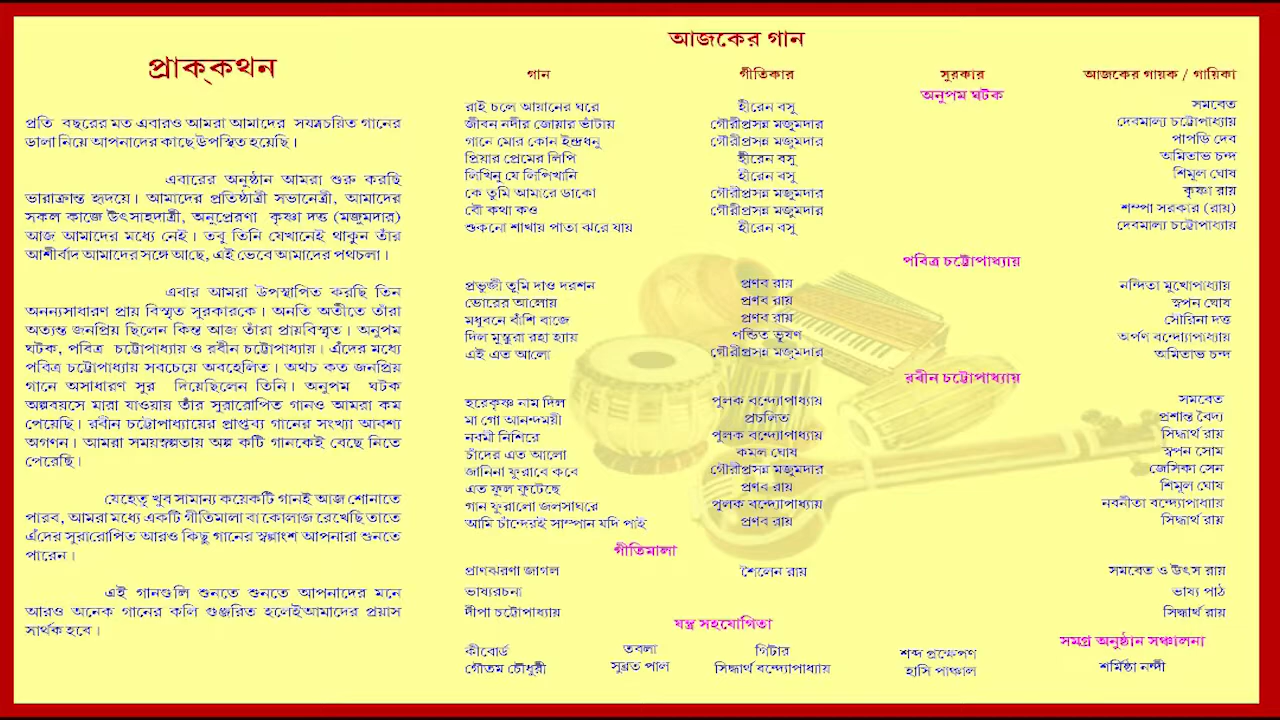 প্রাক্‌কথন
প্রতি বছরের মত এবারও আমরা আমাদের সযত্নচয়িত গানের
ডালা নিয়ে আপনাদের কাছে উপস্থিত হয়েছি।
এবারের অনুষ্ঠান আমরা শুরু করছি
ভারাক্রান্ত হৃদয়ে। আমাদের প্রতিষ্ঠাত্রী সভানেত্রী, আমাদের
সকল কাজে উৎসাহদাত্রী, অনুপ্রেরণা কৃষ্ণা দত্ত (মজুমদার)
আজ আমাদের মধ্যে নেই। তবু তিনি যেখানেই থাকুন তাঁর
আশীর্বাদ আমাদের সঙ্গে আছে, এই ভেবে আমাদের পথচলা।
এবার আমরা উপস্থাপিত করছি তিন
অনন্যসাধারণ প্রায় বিস্মৃত সুরকারকে। অনতি অতীতে তাঁরা
অত্যন্ত জনপ্রিয় ছিলেন কিন্ত আজ তাঁরা প্রায়বিস্মৃত। অনুপম
ঘটক, পবিত্র চট্টোপাধ্যায় ও রবীন চট্টোপাধ্যায়। এঁদের মধ্যে
পবিত্র চট্টোপাধ্যায় সবচেয়ে অবহেলিত। অথচ কত জনপ্রিয়
গানে অসাধারণ সুর দিয়েছিলেন তিনি। অনুপম ঘটক
অল্পবয়সে মারা যাওয়ায় তাঁর সুরারোপিত গানও আমরা কম
পেয়েছি। রবীন চট্টোপাধ্যায়ের প্রাপ্তব্য গানের সংখ্যা আবশ্য
অগণন। আমরা সময়স্বল্পতায় অল্প কটি গানকেই বেছে নিতে
পেরেছি।
যেহেতু খুব সামান্য কয়েকটি গানই আজ শোনাতে
পারব, আমরা মধ্যে একটি গীতিমালা বা কোলাজ রেখেছি তাতে
এঁদের সুরারোপিত আরও কিছু গানের স্বল্পাংশ আপনারা শুনতে
পারেন।
এই গানগুলি শুনতে শুনতে আপনাদের মনে
আরও অনেক গানের কলি গুঞ্জরিত হলেই আমাদের প্রয়াস
সার্থক হবে।
আজকের গান
গান গীতিকার সুরকার আজকের গায়ক / গায়িকা
অনুপম ঘটক
রাই চলে আয়ানের ঘরে হীরেন বসু সমবেত
জীবন নদীর জোয়ার ভাঁটায় গৌরীপ্রসন্ন মজুমদার দেবমাল্য চট্টোপাধ্যায়
গানে মোর কোন ইন্দ্রধনু গৌরীপ্রসন্ন মজুমদার পাপড়ি দেব
প্রিয়ার প্রেমের লিপি হীরেন বসু অমিতাভ চন্দ
লিখিনু যে লিপিখানি হীরেন বসু শিমুল ঘোষ
কে তুমি আমারে ডাকো গৌরীপ্রসন্ন মজুমদার কৃষ্ণা রায়
বৌ কথা কও গৌরীপ্রসন্ন মজুমদার শম্পা সরকার (রায়)
শুকনো শাখায় পাতা ঝরে যায় হীরেন বসু দেবমাল্য চট্টোপাধ্যায়
পবিত্র চট্টোপাধ্যায়
প্রভুজী তুমি দাও দরশন প্রণব রায় নন্দিতা মুখোপাধ্যায়
ভোরের আলোয় প্রণব রায় স্বপন ঘোষ
মধুবনে বাঁশি বাজে প্রণব রায় সৌরিনা দত্ত
দিল মুস্তরা রহা হ্যায় পন্ডিত ভূষণ অর্পণ বন্দ্যোপাধ্যায়
এই এত আলো গৌরীপ্রসন্ন মজুমদার অমিতাভ চন্দ
রবীন চট্টোপাধ্যায়
হরেকৃষ্ণ নাম দিল পুলক বন্দ্যোপাধ্যায় সমবেত
মা গো আনন্দময়ী প্রচলিত প্রশান্ত বৈদ্য
নবমী নিশিরে পুলক বন্দ্যোপাধ্যায় সিদ্ধার্থ রায়
চাঁদের এত আলো কমল ঘোষ স্বপন সোম
জানিনা ফুরাবে কবে গৌরীপ্রসন্ন মজুমদার জেসিকা সেন
এত ফুল ফুটেছে প্রণব রায় শিমুল ঘোষ
গান ফুরালো জলসাঘরে পুলক বন্দ্যোপাধ্যায় নবনীতা বন্দ্যোপাধ্যায়
আমি চাঁন্দেরই সাম্পান যদি পাই প্রণব রায় সিদ্ধার্থ রায়
গীতিমালা
প্রাণঝরণা জাগল শৈলেন রায় সমবেত ও উৎস রায়
ভাষ্যরচনা ভাষ্য পাঠ
দীপা চট্টোপাধ্যায় সিদ্ধার্থ রায়
যন্ত্র সহযোগিতা সমগ্র অনুষ্ঠান সঞ্চালনা
কীবোর্ড তবলা গিটার শব্দ প্রক্ষেপণ
গৌতম চৌধুরী সুব্রত পাল সিদ্ধার্থ বন্দ্যোপাধ্যায় হাসি পাঞ্চাল শর্মিষ্ঠা নন্দী